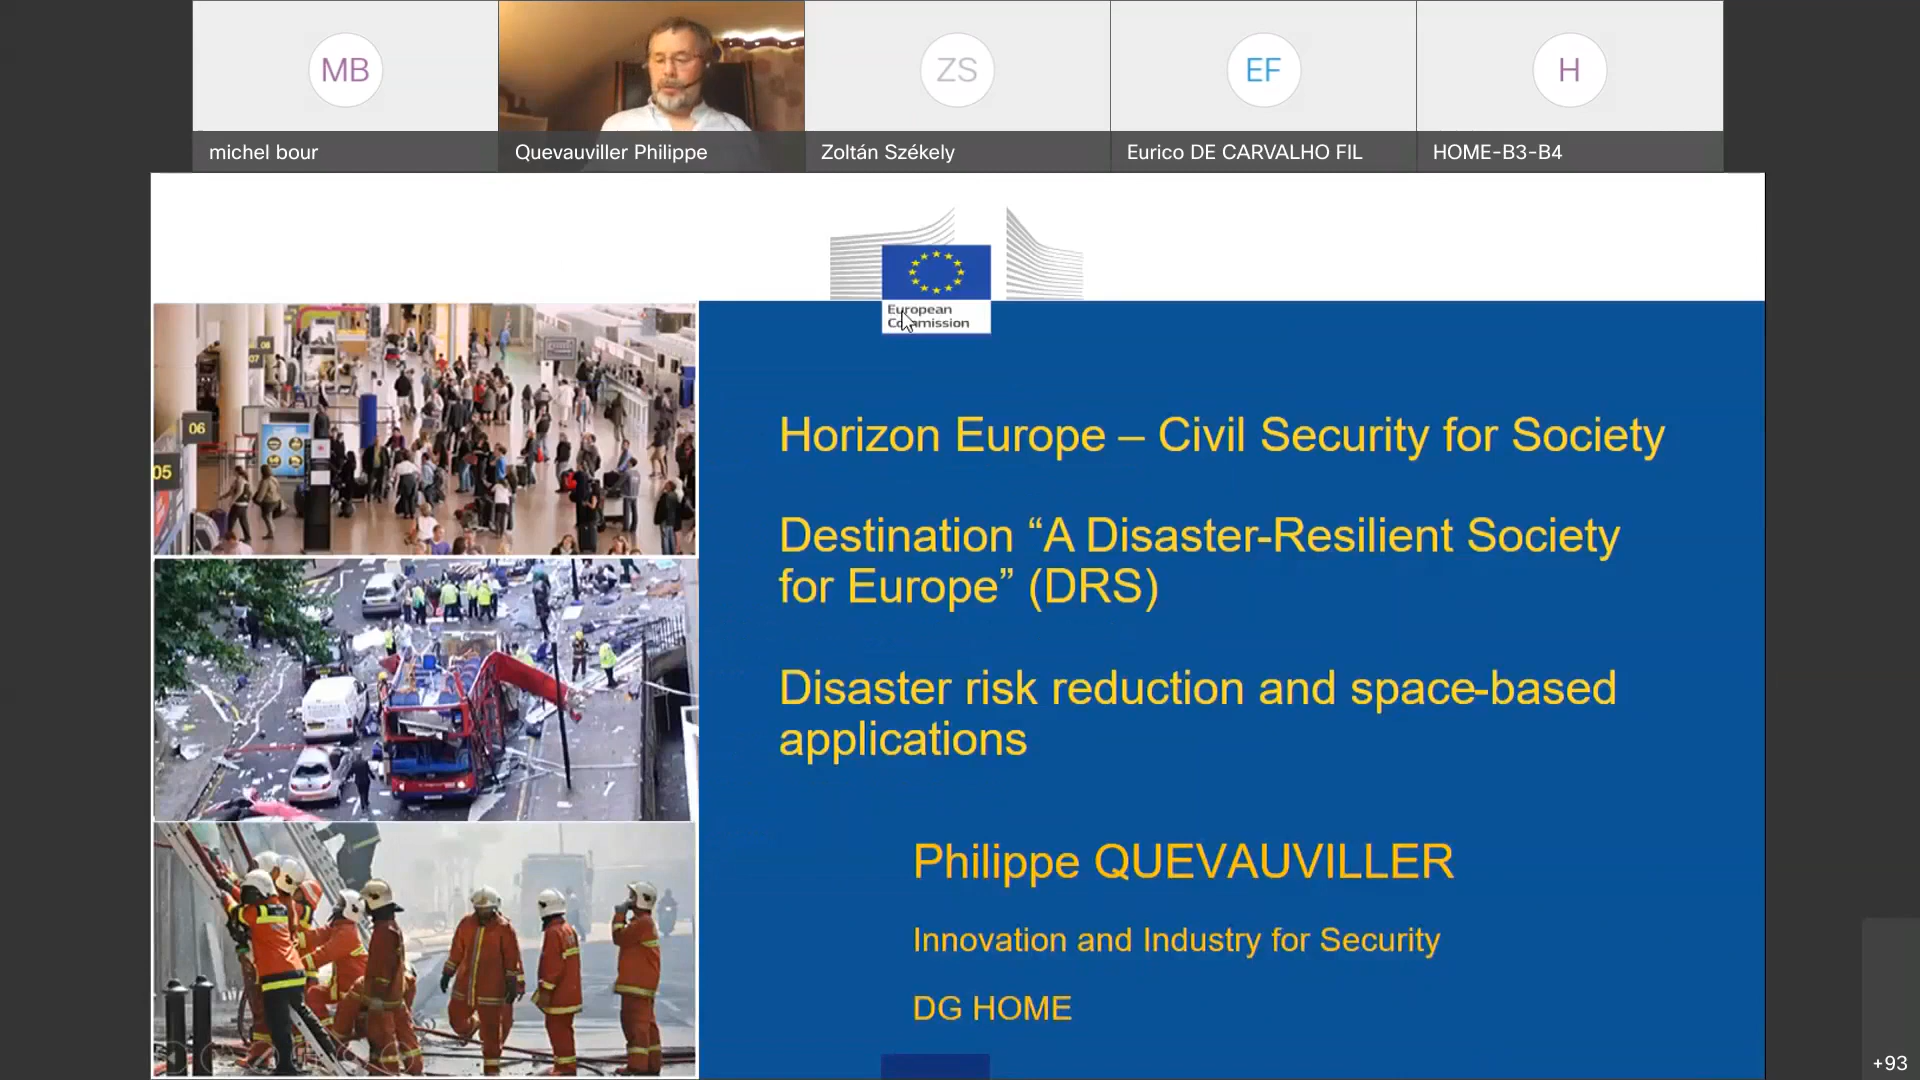 MB
ZS
EF
H
michel bour
Quevauviller Philippe
Zoltán Székely
Eurico DE CARVALHO FIL
HOME-B3-B4
European
Commission
08
07
06
05
Horizon Europe – Civil Security for Society
Destination “A Disaster-Resilient Society
for Europe” (DRS)
Disaster risk reduction and space-based
applications
Philippe QUEVAUVILLER
Innovation and Industry for Security
DG HOME
+93